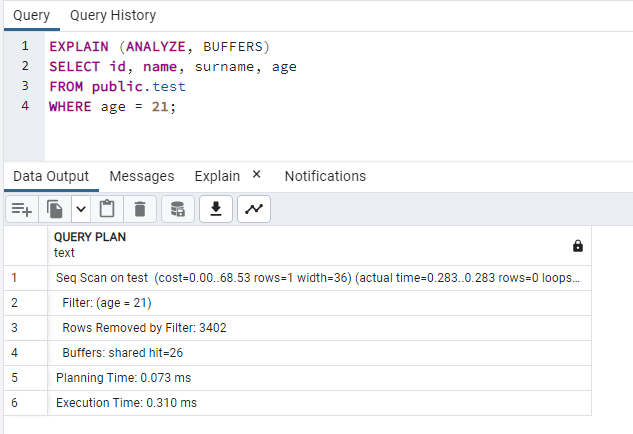 Query Query History
1 EXPLAIN (ANALYZE, BUFFERS)
2 SELECT id, name, surname, age
3 FROM public.test
4 WHERE age = 21;
Data Output Messages Explain × Notifications
QUERY PLAN
text
1 Seq Scan on test (cost=0.00..68.53 rows=1 width=36) (actual time=0.283..0.283 rows=0 loops...
2 Filter: (age = 21)
3 Rows Removed by Filter: 3402
4 Buffers: shared hit=26
5 Planning Time: 0.073 ms
6 Execution Time: 0.310 ms